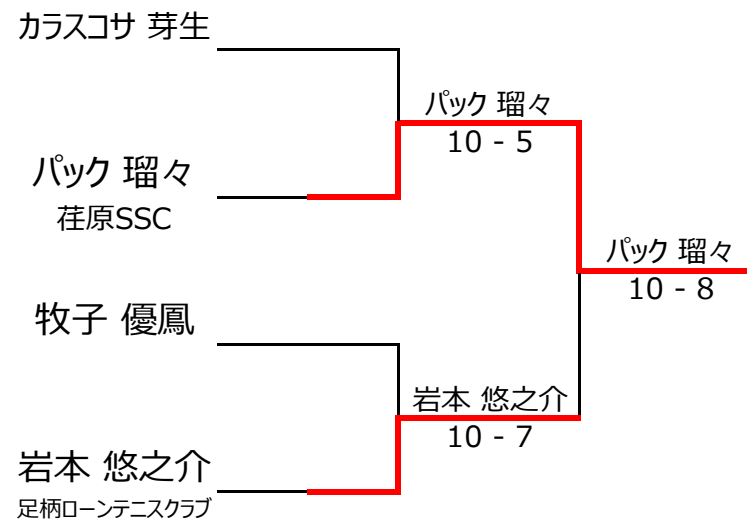 カラスコサ 芽生
パック 瑠々
10 - 5
パック 瑠々
荏原SSC
パック 瑠々
10 - 8
牧子 優鳳
岩本 悠之介
10 - 7
岩本 悠之介
足柄ローンテニスクラブ